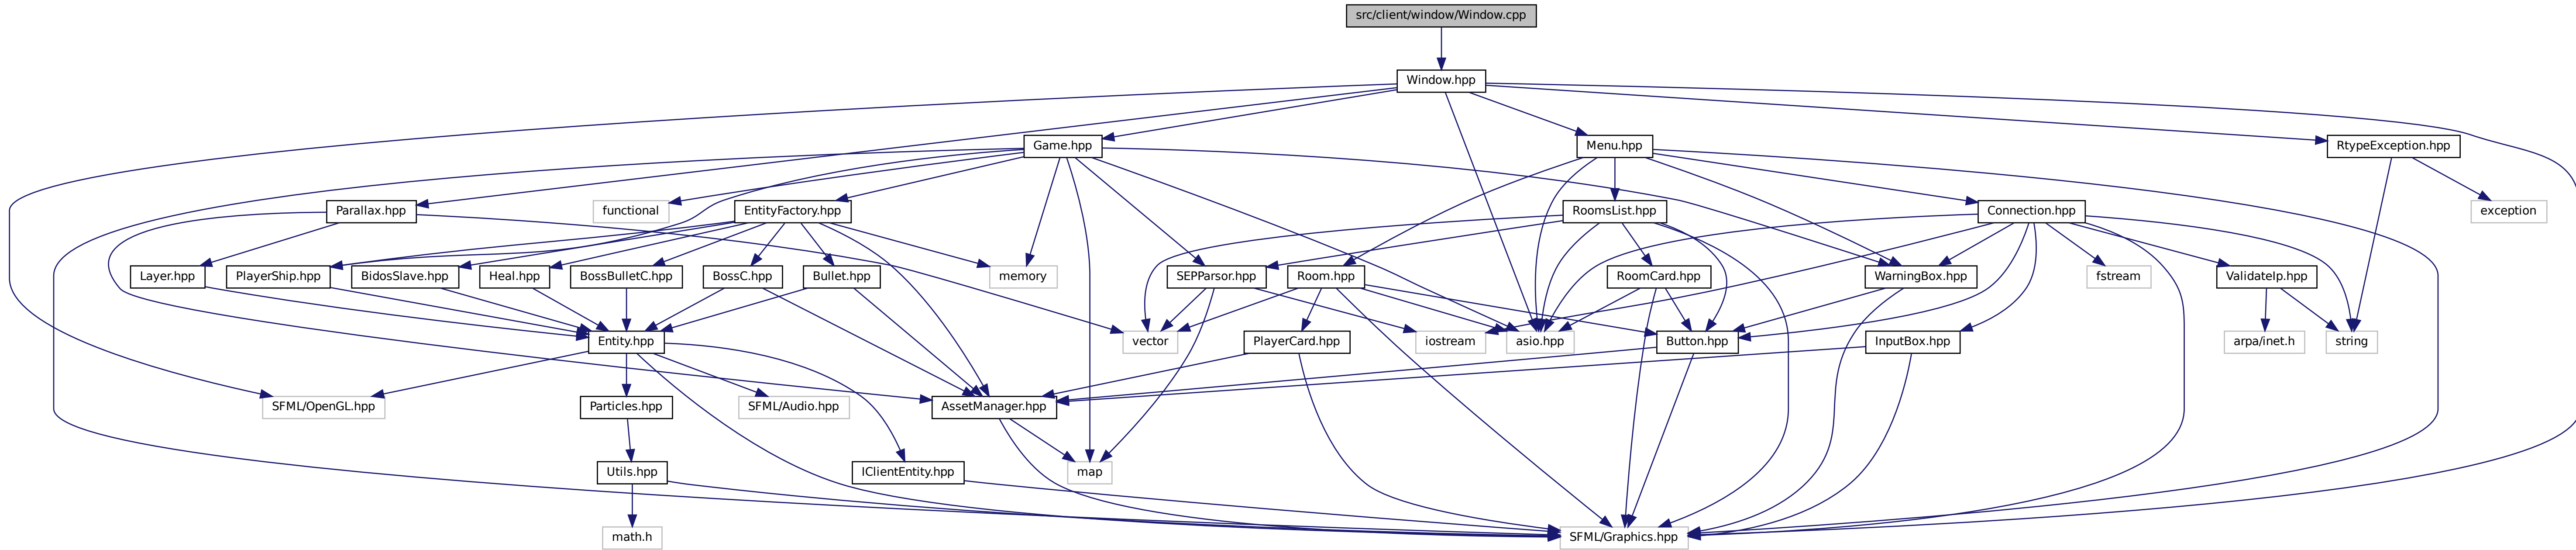 src/client/window/Window.cpp
Window.hpp
Game.hpp
Menu.hpp
RtypeException.hpp
Parallax.hpp
functional
EntityFactory.hpp
RoomsList.hpp
Connection.hpp
exception
Layer.hpp
PlayerShip.hpp
BidosSlave.hpp
Heal.hpp
BossBulletC.hpp
BossC.hpp
Bullet.hpp
memory
SEPParsor.hpp
Room.hpp
RoomCard.hpp
WarningBox.hpp
fstream
ValidateIp.hpp
Entity.hpp
vector
PlayerCard.hpp
iostream
asio.hpp
Button.hpp
InputBox.hpp
arpa/inet.h
string
SFML/OpenGL.hpp
Particles.hpp
SFML/Audio.hpp
AssetManager.hpp
Utils.hpp
IClientEntity.hpp
map
math.h
SFML/Graphics.hpp